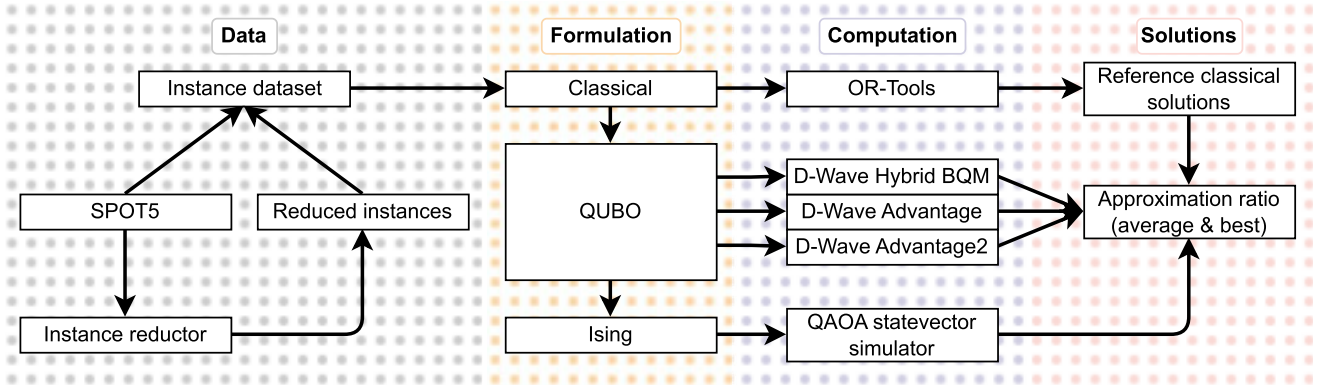 Data
Formulation
Computation
Solutions
Instance dataset
Classical
OR-Tools
Reference classical
solutions
SPOT5
Reduced instances
QUBO
D-Wave Hybrid BQM
D-Wave Advantage
D-Wave Advantage2
Approximation ratio
(average & best)
Instance reductor
Ising
QAOA statevector
simulator